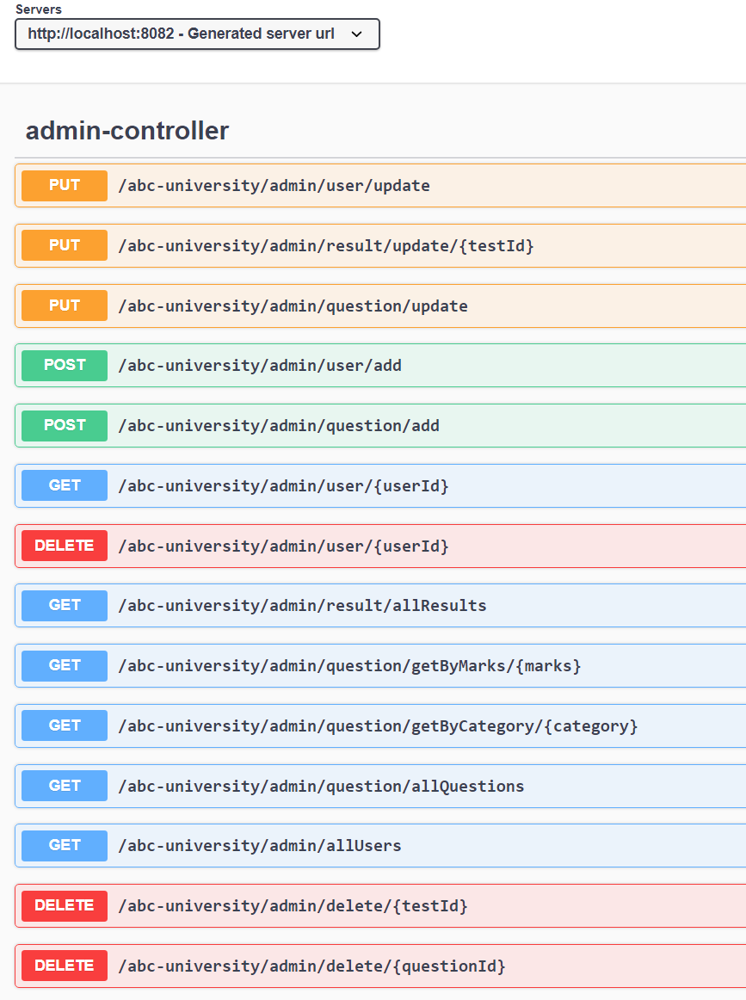 Servers
http://localhost:8082 - Generated server url
admin-controller
PUT /abc-university/admin/user/update
PUT /abc-university/admin/result/update/{testId}
PUT /abc-university/admin/question/update
POST /abc-university/admin/user/add
POST /abc-university/admin/question/add
GET /abc-university/admin/user/{userId}
DELETE /abc-university/admin/user/{userId}
GET /abc-university/admin/result/allResults
GET /abc-university/admin/question/getByMarks/{marks}
GET /abc-university/admin/question/getByCategory/{category}
GET /abc-university/admin/question/allQuestions
GET /abc-university/admin/allUsers
DELETE /abc-university/admin/delete/{testId}
DELETE /abc-university/admin/delete/{questionId}